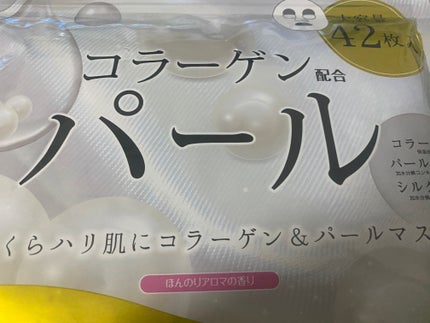 大容量
42枚
コラーゲン
配合
パール
コラー
パール
シルク
くらハリ肌にコラーゲン&パールマス
ほんのりアロマの香り